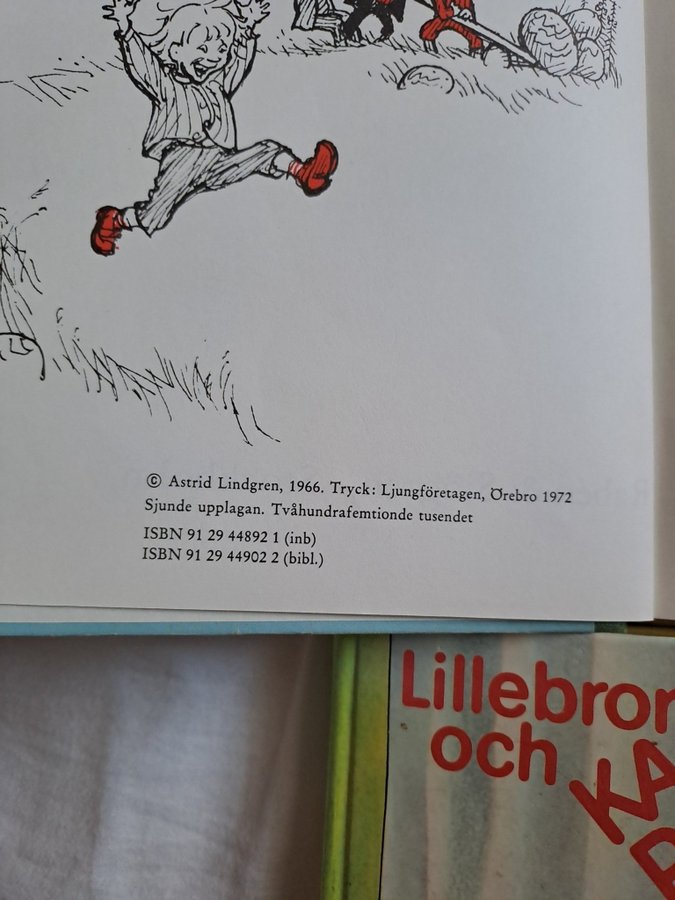 © Astrid Lindgren, 1966. Tryck: Ljungföretagen, Örebro 1972
Sjunde upplagan. Tvåhundrafemtionde tusendet
ISBN 91 29 44892 1 (inb)
ISBN 91 29 44902 2 (bibl.)
Lillebror
och
KA